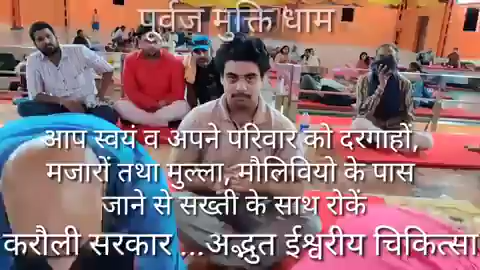 पूर्वज मुक्ति धाम
आप स्वयं व अपने परिवार को दरगाहों,
मजारों तथा मुल्ला, मौलिवियो के पास
जाने से सख्ती के साथ रोकें
करौली सरकार ...अद्भुत ईश्वरीय चिकित्सा